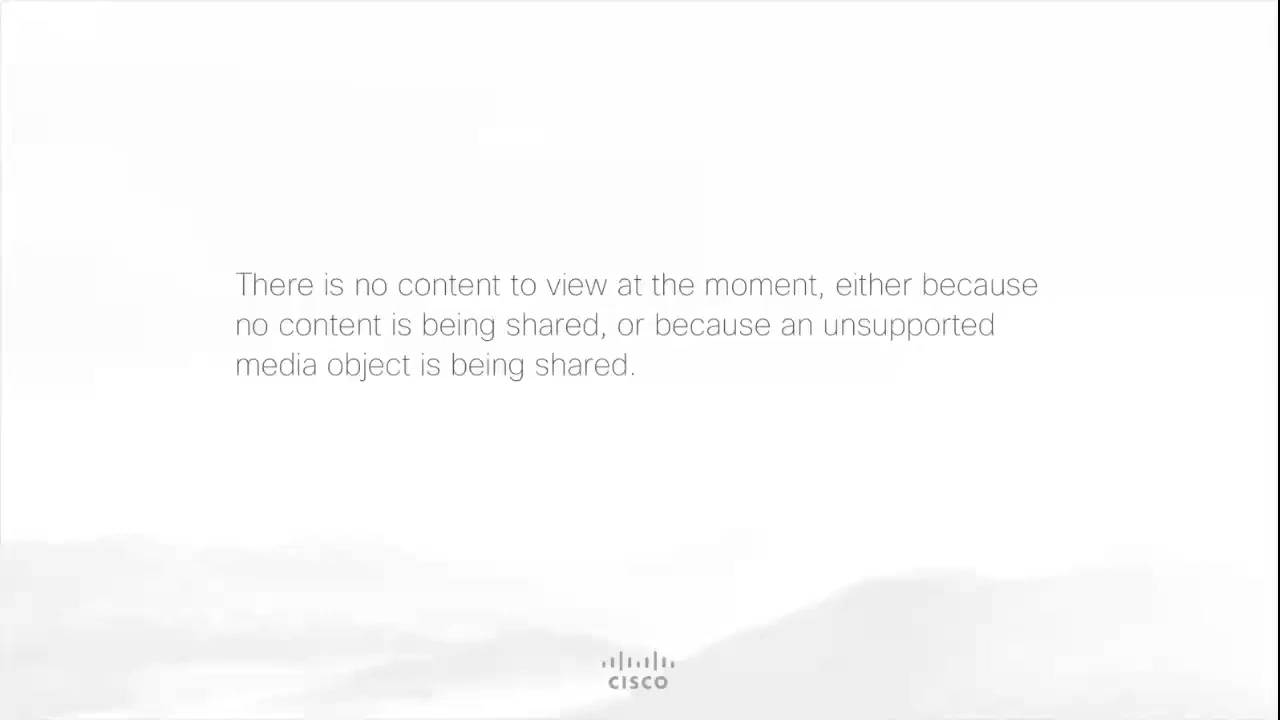 There is no content to view at the moment, either because
no content is being shared, or because an unsupported
media object is being shared.
CISCO